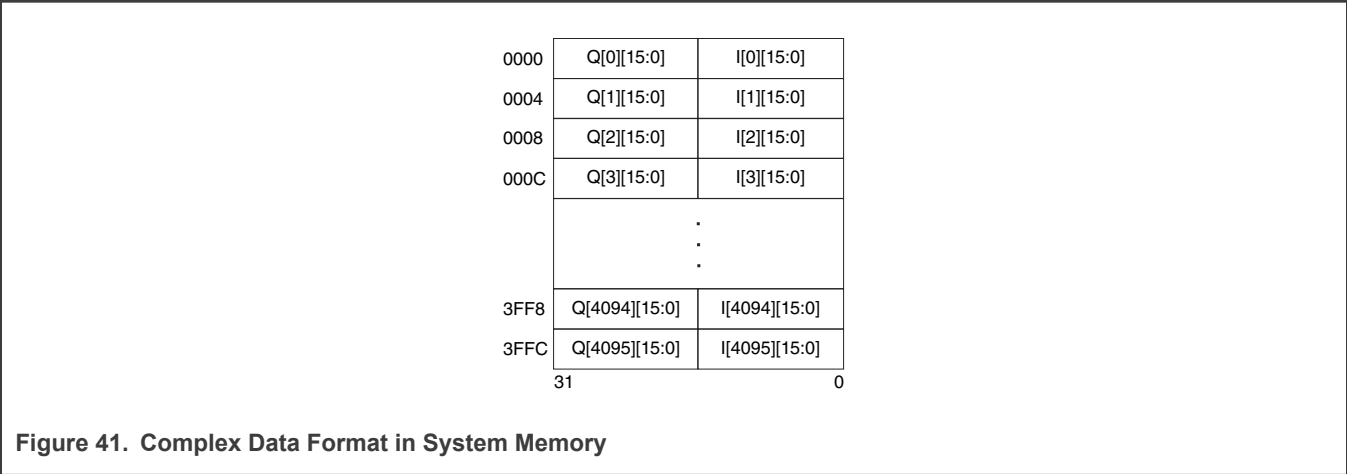 0000 Q[0][15:0] I[0][15:0]
0004 Q[1][15:0] I[1][15:0]
0008 Q[2][15:0] I[2][15:0]
000C Q[3][15:0] I[3][15:0]
.
.
.
3FF8 Q[4094][15:0] I[4094][15:0]
3FFC Q[4095][15:0] I[4095][15:0]
31 0
Figure 41. Complex Data Format in System Memory